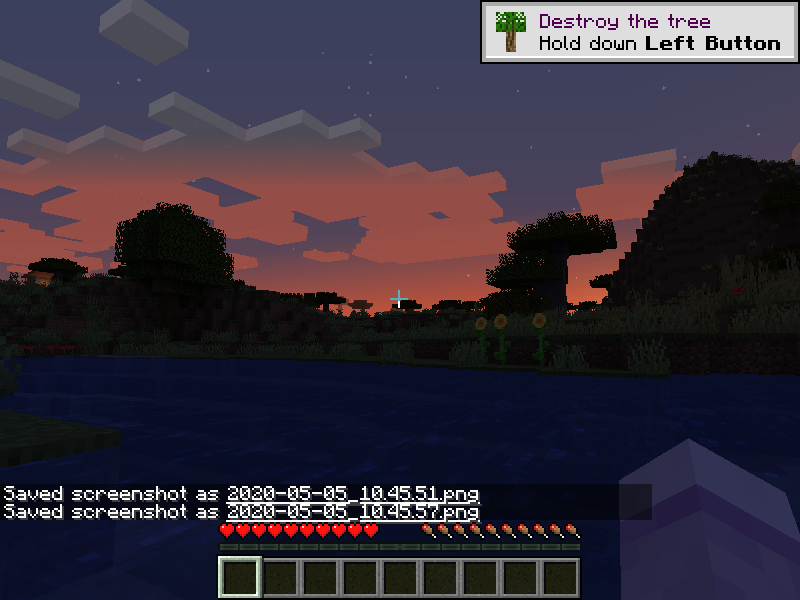 Destroy the tree
Hold down Left Button
Saved screenshot as 2020-05-05_10.45.51.png
Saved screenshot as 2020-05-05_10.45.57.png